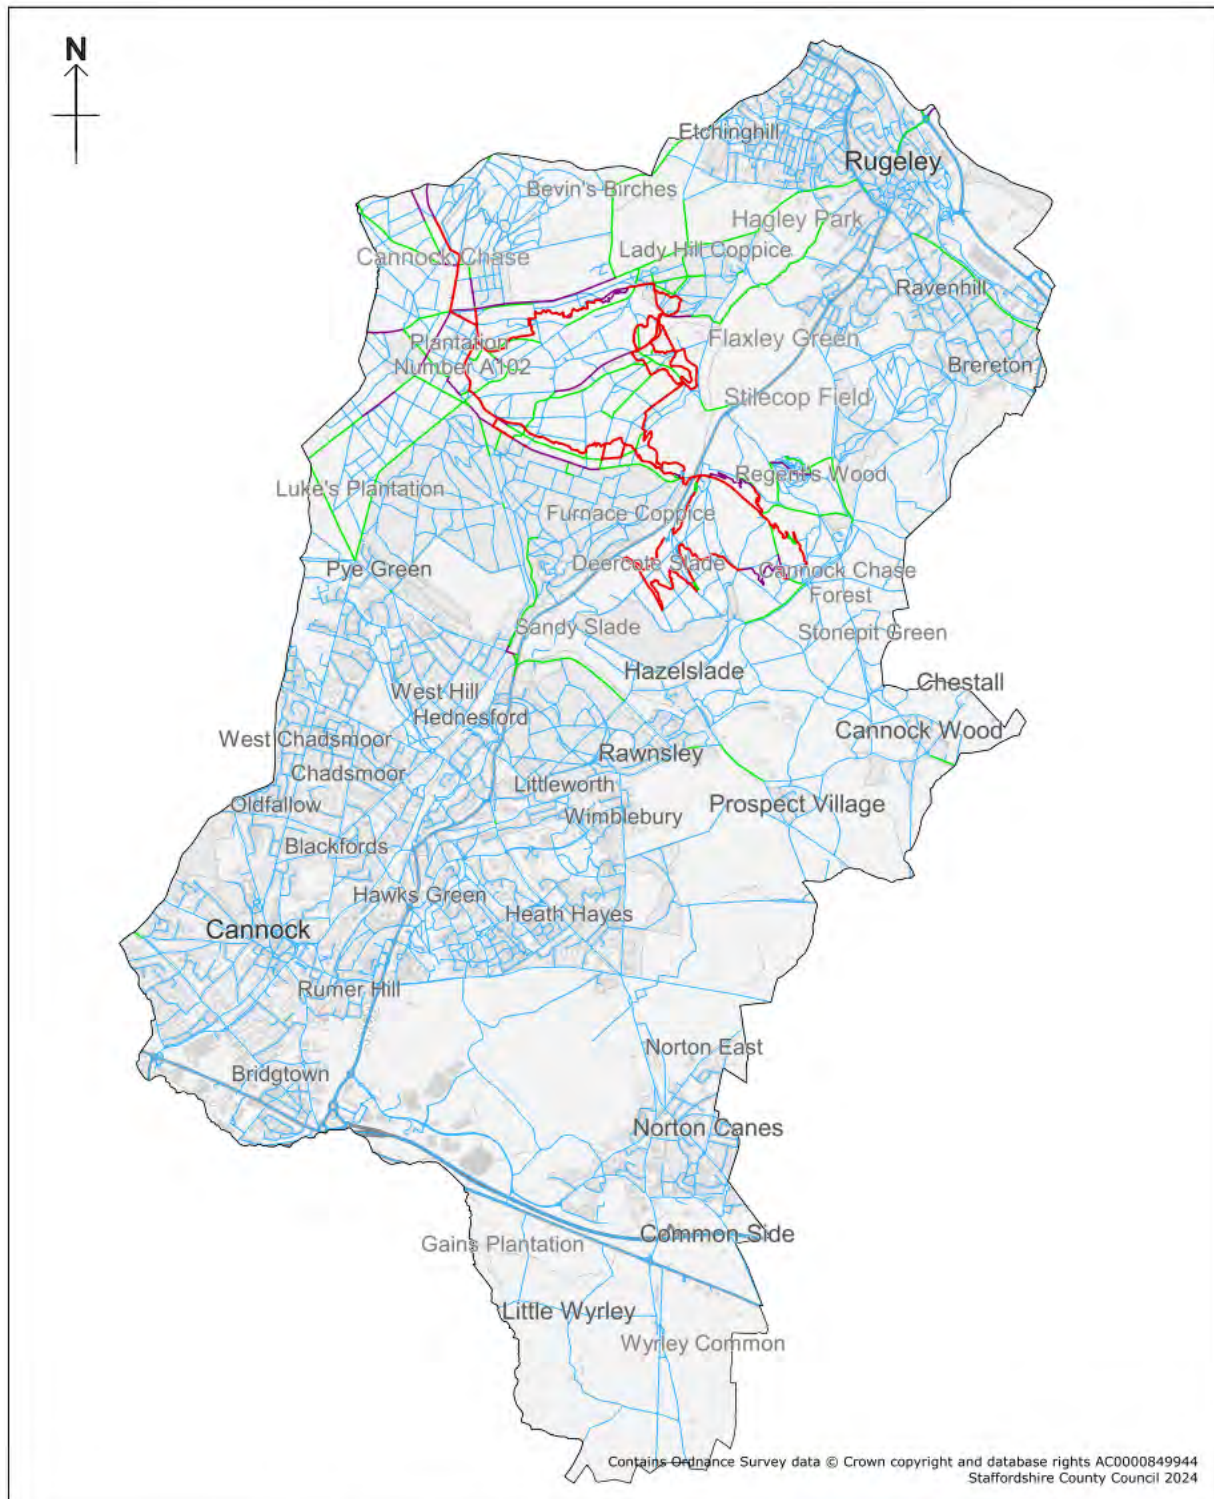 N
Etchinghill
Rugeley
Bevin's Birches
Hagley Park
Cannock Chase
Lady Hill Coppice
Ravenhill
Plantation
Number A102
Flaxley Green
Brereton
Stilecop Field
Regent's Wood
Luke's Plantation
Furnace Coppice
Pye Green
Deercote Slade
Cannock Chase
Forest
Sandy Slade
Stonepit Green
Hazelslade
Chestall
West Hill
Hednesford
Cannock Wood
West Chadsmoor
Rawnsley
Chadsmoor
Littleworth
Oldfallow
Prospect Village
Wimblebury
Blackfords
Hawks Green
Heath Hayes
Cannock
Rumer Hill
Norton East
Bridgtown
Norton Canes
Common Side
Gains Plantation
Little Wyrley
Wyrley Common
Contains Ordnance Survey data © Crown copyright and database rights AC0000849944
Staffordshire County Council 2024